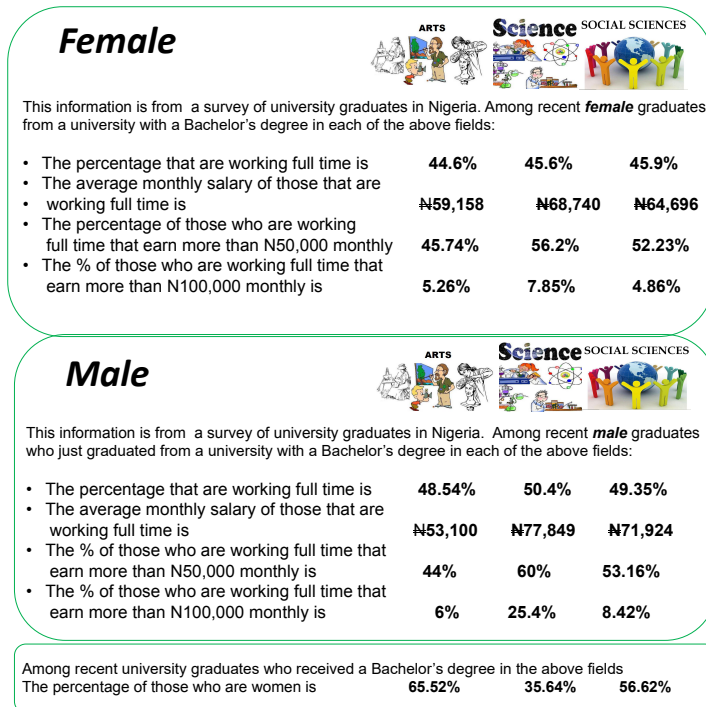 Female
ARTS
Science
SOCIAL SCIENCES
This information is from a survey of university graduates in Nigeria. Among recent female graduates
from a university with a Bachelor's degree in each of the above fields:
• The percentage that are working full time is 44.6% 45.6% 45.9%
• The average monthly salary of those that are
• working full time is ₦59,158 ₦68,740 ₦64,696
• The percentage of those who are working
full time that earn more than N50,000 monthly 45.74% 56.2% 52.23%
• The % of those who are working full time that
earn more than N100,000 monthly is 5.26% 7.85% 4.86%
Male
ARTS
Science
SOCIAL SCIENCES
This information is from a survey of university graduates in Nigeria. Among recent male graduates
who just graduated from a university with a Bachelor's degree in each of the above fields:
• The percentage that are working full time is 48.54% 50.4% 49.35%
• The average monthly salary of those that are
working full time is ₦53,100 ₦77,849 ₦71,924
• The % of those who are working full time that
earn more than N50,000 monthly is 44% 60% 53.16%
• The % of those who are working full time that
earn more than N100,000 monthly is 6% 25.4% 8.42%
Among recent university graduates who received a Bachelor's degree in the above fields
The percentage of those who are women is 65.52% 35.64% 56.62%